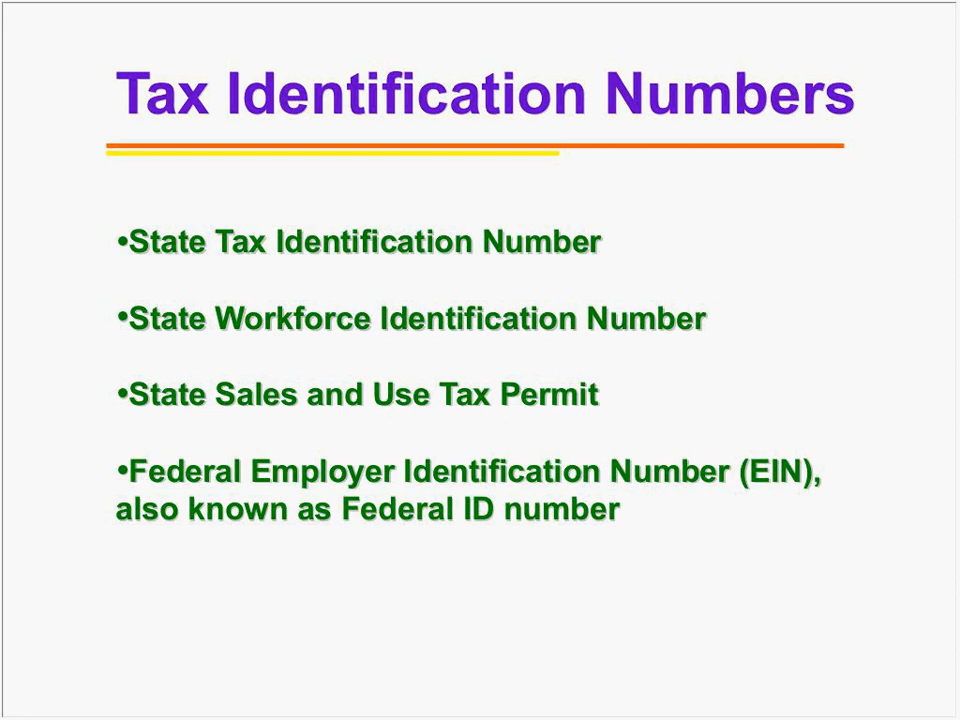 Tax Identification Numbers
•State Tax Identification Number
•State Workforce Identification Number
•State Sales and Use Tax Permit
•Federal Employer Identification Number (EIN),
also known as Federal ID number